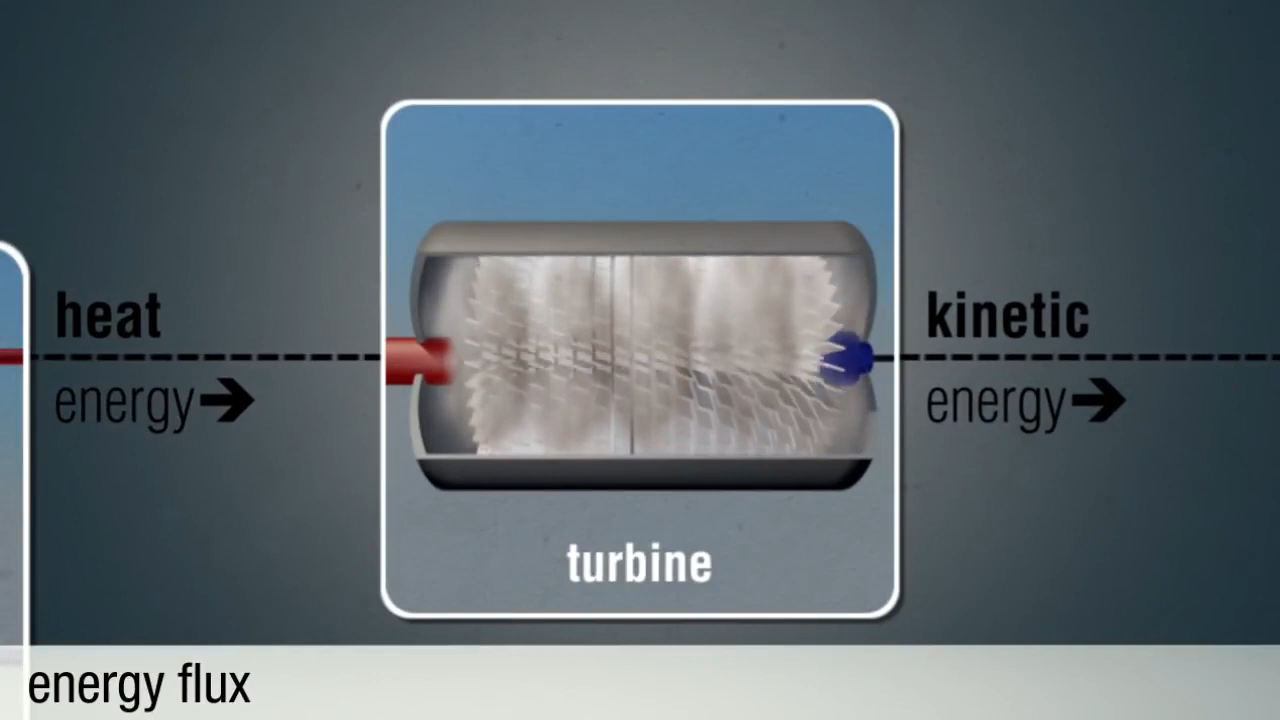 heat
energy
turbine
kinetic
energy
energy flux